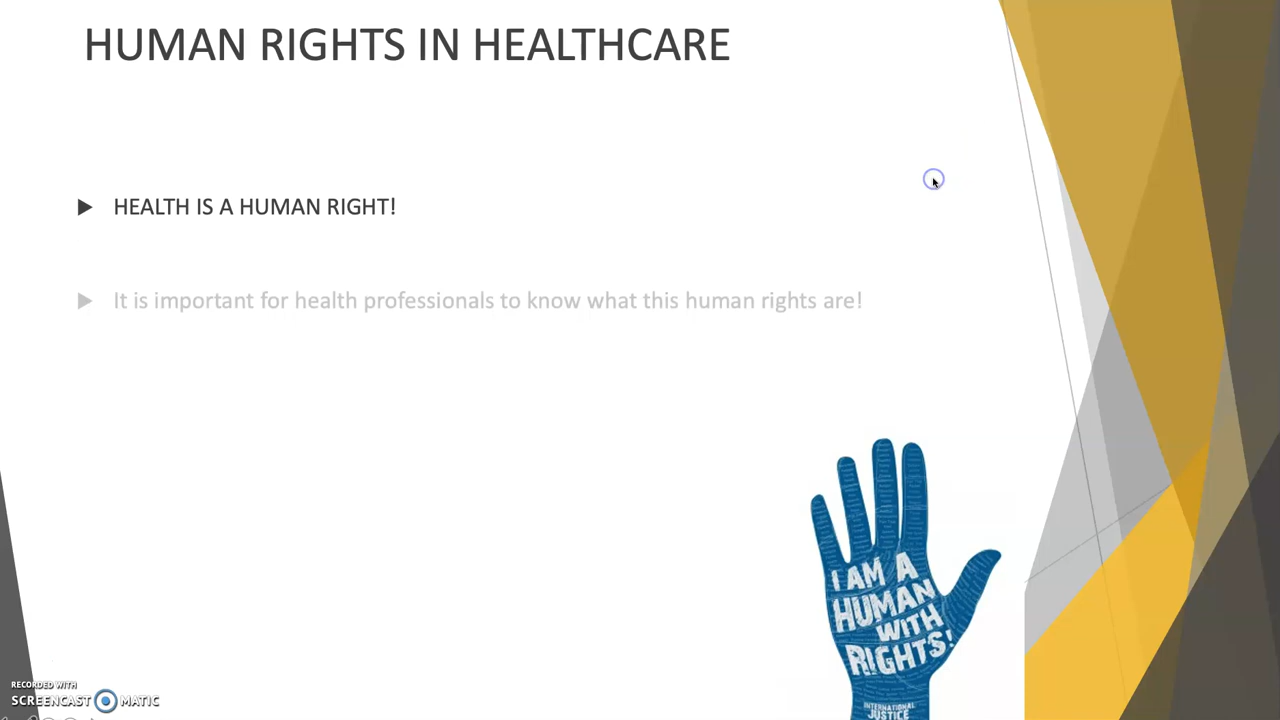 HUMAN RIGHTS IN HEALTHCARE
HEALTH IS A HUMAN RIGHT!
It is important for health professionals to know what this human rights are!
I AM A
HUMAN
WITH
RIGHTS!
INTERNATIONAL
JUSTICE
RECORDED WITH
SCREENCAST MATIC